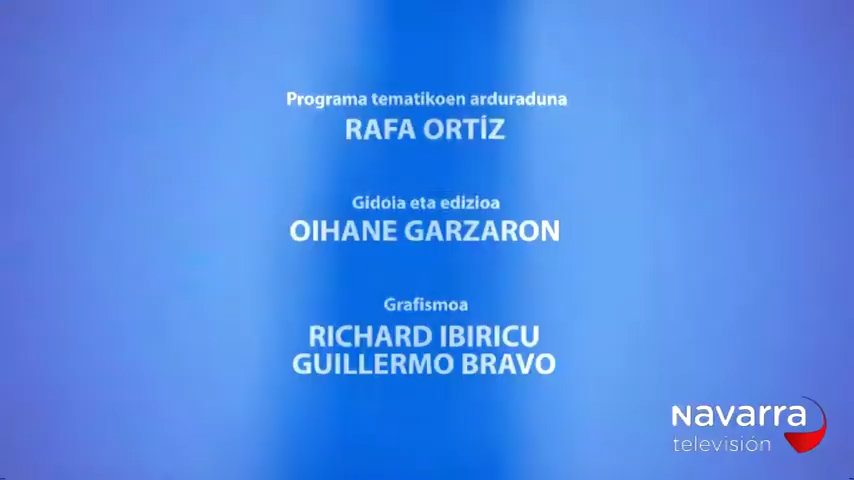 Programa tematikoen arduraduna
RAFA ORTÍZ
Gidoia eta edizioa
OIHANE GARZARON
Grafismoa
RICHARD IBIRICU
GUILLERMO BRAVO
Navarra
televisión